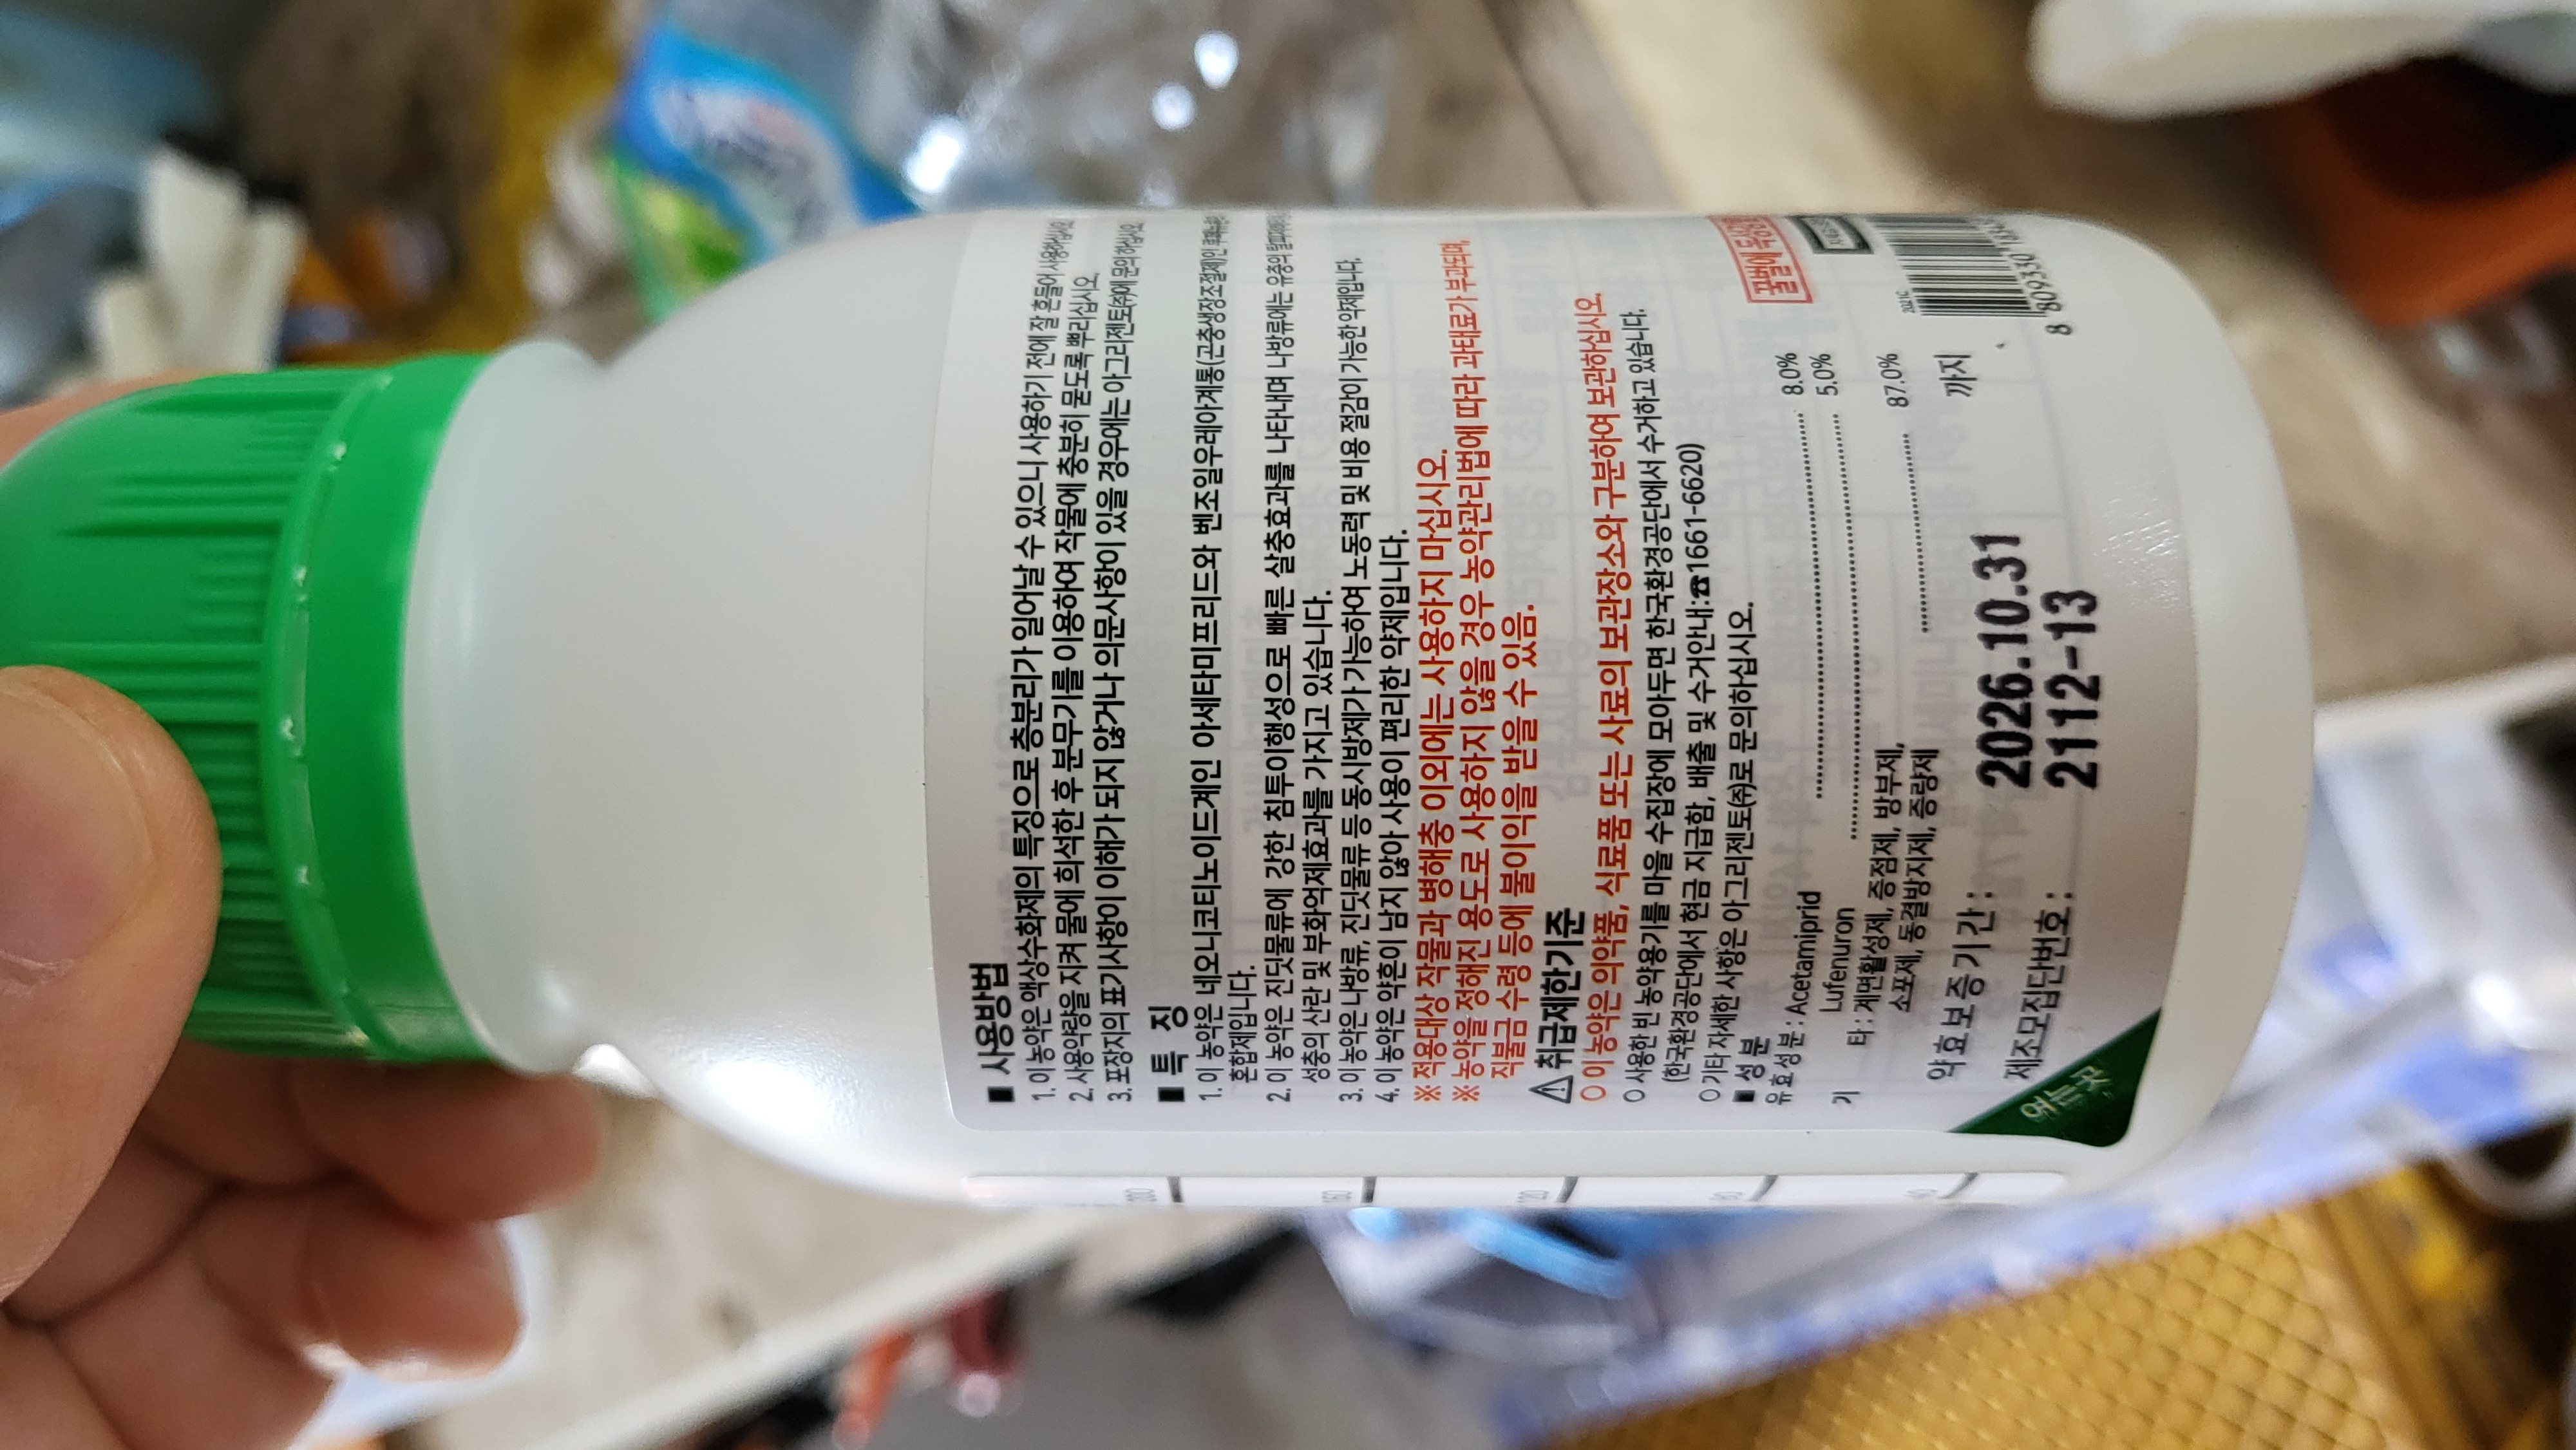 ■ 사용방법
1. 이 농약은 액상수화제의 특징으로 층분리가 일어날 수 있으니 사용하기 전에 잘 흔들어 사용하십시오.
2. 사용약량을 지켜 물에 희석한 후 분무기를 이용하여 작물에 충분히 묻도록 뿌리십시오.
3. 포장지의 표기사항이 이해가 되지 않거나 의문사항이 있을 경우에는 아그리젠토(주)에 문의하십시오.
■ 특 징
1. 이 농약은 네오니코티노이드계인 아세타미프리드와 벤조일우레아계통(곤충생장조절제)인
혼합제입니다.
2. 이 농약은 진딧물류에 강한 침투이행성으로 빠른 살충효과를 나타내며 나방류에는 유충의
성충의 산란 및 부화억제효과를 가지고 있습니다.
3. 이 농약은 나방류, 진딧물류 등 동시방제가 가능하여 노동력 및 비용 절감이 가능한 약제입니다.
4. 이 농약은 약흔이 남지 않아 사용이 편리한 약제입니다.
※ 적용대상 작물과 병해충 이외에는 사용하지 마십시오.
※ 농약을 정해진 용도로 사용하지 않을 경우 농약관리법에 따라 과태료가 부과되며,
직불금 수령 등에 불이익을 받을 수 있음.
⚠취급제한기준
○ 이 농약은 의약품, 식료품 또는 사료의 보관장소와 구분하여 보관하십시오.
○ 사용한 빈 농약용기를 마을 수집장에 모아두면 한국환경공단에서 수거하고 있습니다.
(한국환경공단에서 현금 지급함, 배출 및 수거안내:☎1661-6620)
○ 기타 자세한 사항은 아그리젠토(주)로 문의하십시오.
■ 성 분
유효성분 : Acetamiprid 8.0%
Lufenuron 5.0%
기 타 : 계면활성제, 증점제, 방부제,
소포제, 동결방지제, 증량제 87.0%
꿀벌에
약효보증기간 : 2026.10.31 까지
제조모집단번호 : 2112-13
여는곳